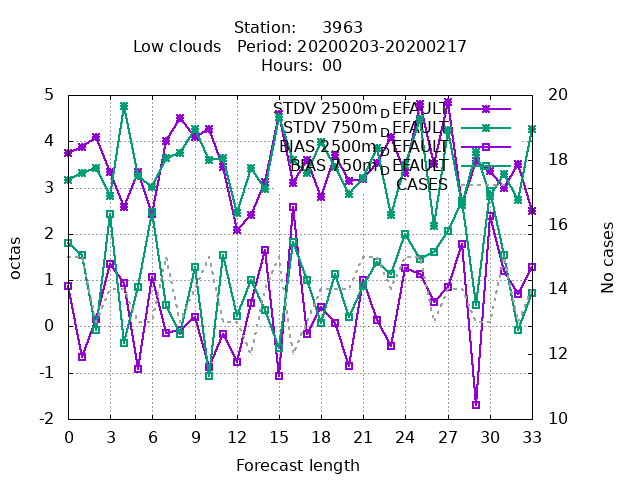 Station: 3963
Low clouds Period: 20200203-20200217
Hours: 00
5
4
3
2
1
0
-1
-2
20
18
16
14
12
10
STDV 2500m_DEFAULT
STDV 750m_DEFAULT
BIAS 2500m_DEFAULT
BIAS 750m_DEFAULT
CASES
octas
No cases
0 3 6 9 12 15 18 21 24 27 30 33
Forecast length